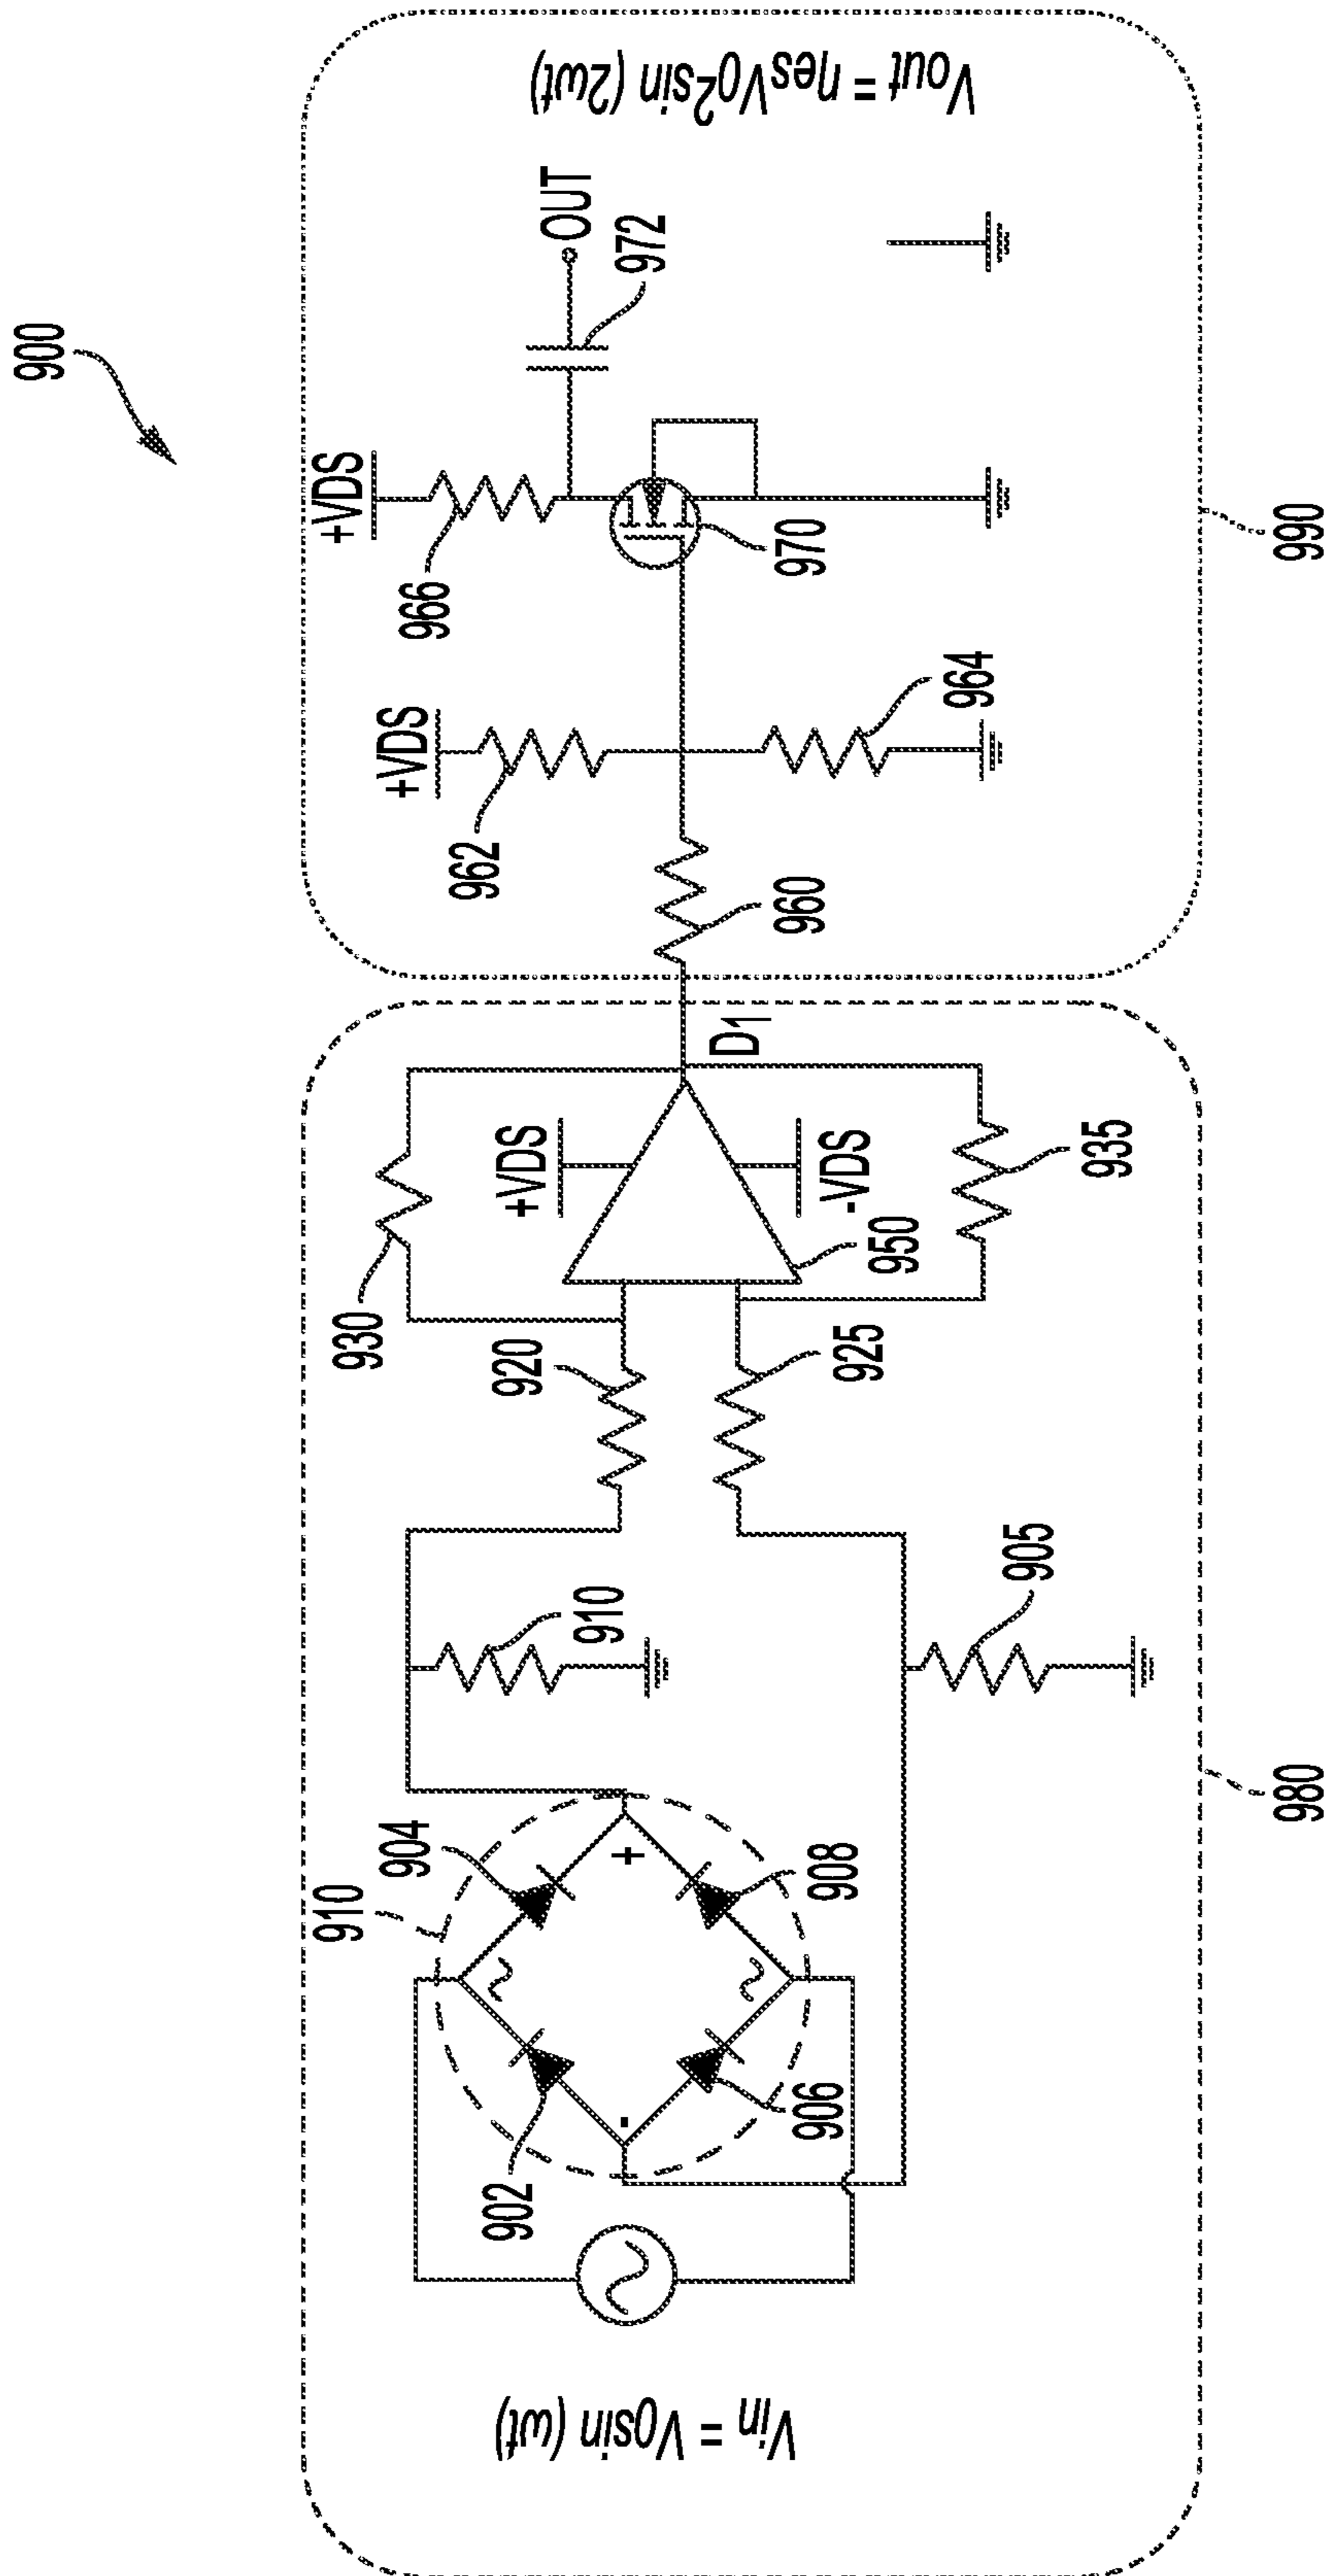 900
Vin = V0sin (ωt)
902
904
906
908
910
-
+
910
905
920
925
930
935
+VDS
-VDS
950
D1
980
960
+VDS
962
964
+VDS
966
970
972
OUT
Vout = ηesV0²sin (2ωt)
990